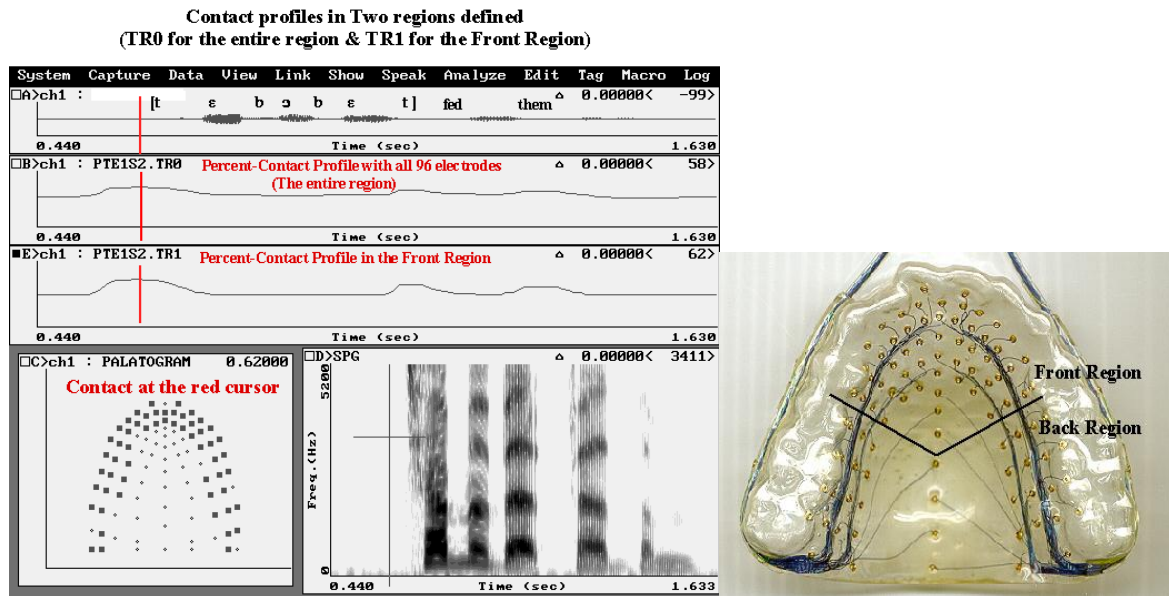 Contact profiles in Two regions defined
(TR0 for the entire region & TR1 for the Front Region)
System Capture Data View Link Show Speak Analyze Edit Tag Macro Log
□A>ch1 : Δ 0.00000< -99>
[t ɛ b ɔ b ɛ t] fed them
0.440 Time (sec) 1.630
□B>ch1 : PTE1S2.TR0 Percent-Contact Profile with all 96 electrodes Δ 0.00000< 58>
(The entire region)
0.440 Time (sec) 1.630
■E>ch1 : PTE1S2.TR1 Percent-Contact Profile in the Front Region Δ 0.00000< 62>
0.440 Time (sec) 1.630
□C>ch1 : PALATOGRAM 0.62000
Contact at the red cursor
□D>SPG Δ 0.00000< 3411>
5200
Freq.(Hz)
0
0.440 Time (sec) 1.633
Front Region
Back Region